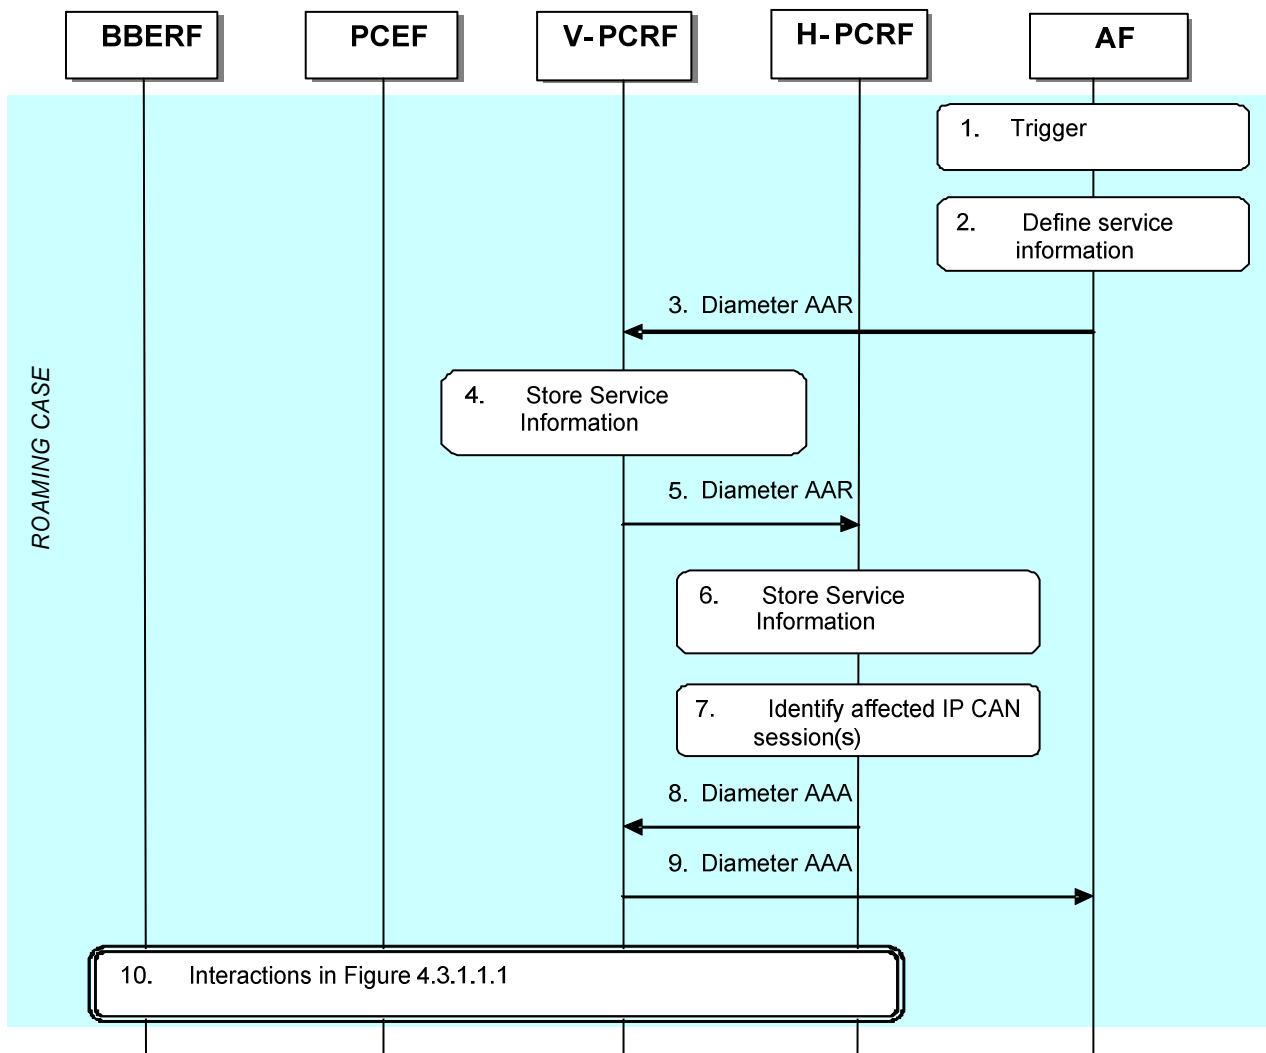 BBERF
PCEF
V-PCRF
H-PCRF
AF
1. Trigger
2. Define service
information
3. Diameter AAR
ROAMING CASE
4. Store Service
Information
5. Diameter AAR
6. Store Service
Information
7. Identify affected IP CAN
session(s)
8. Diameter AAA
9. Diameter AAA
10. Interactions in Figure 4.3.1.1.1